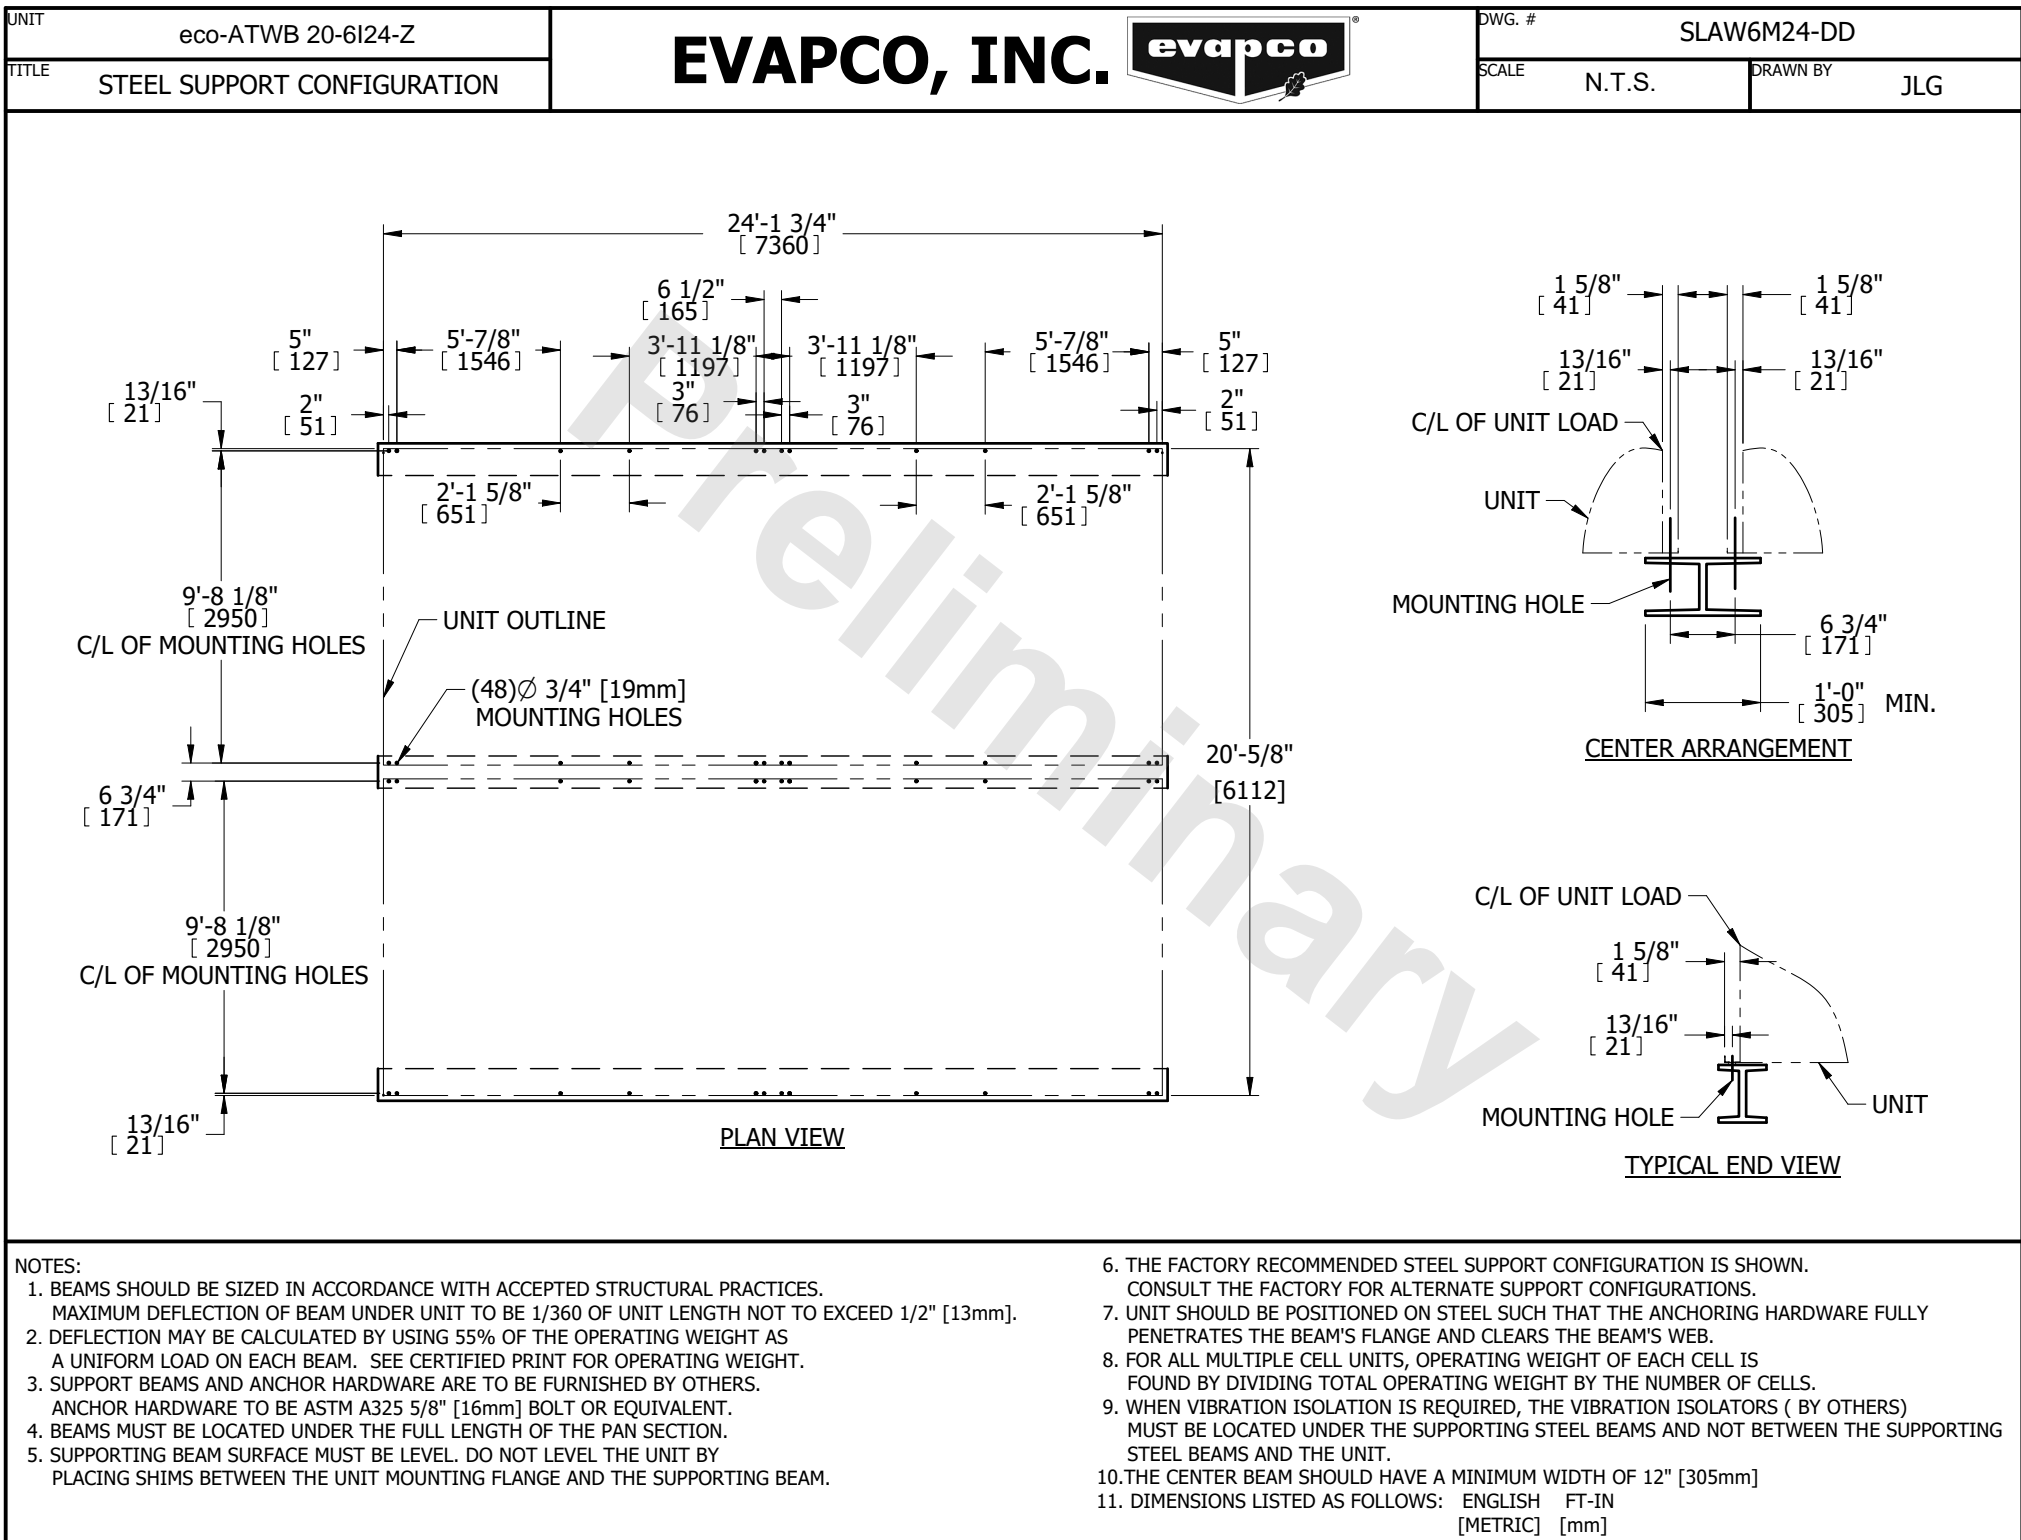 UNIT
eco-ATWB 20-6I24-Z
TITLE
STEEL SUPPORT CONFIGURATION
EVAPCO, INC.
evapco
®
DWG. #
SLAW6M24-DD
SCALE
N.T.S.
DRAWN BY
JLG
24'-1 3/4"
[ 7360 ]
6 1/2"
[ 165 ]
5"
[ 127 ]
5'-7/8"
[ 1546 ]
3'-11 1/8"
[ 1197 ]
3'-11 1/8"
[ 1197 ]
5'-7/8"
[ 1546 ]
5"
[ 127 ]
13/16"
[ 21 ]
2"
[ 51 ]
3"
[ 76 ]
3"
[ 76 ]
2"
[ 51 ]
2'-1 5/8"
[ 651 ]
2'-1 5/8"
[ 651 ]
9'-8 1/8"
[ 2950 ]
C/L OF MOUNTING HOLES
UNIT OUTLINE
(48)Ø 3/4" [19mm]
MOUNTING HOLES
6 3/4"
[ 171 ]
20'-5/8"
[6112]
9'-8 1/8"
[ 2950 ]
C/L OF MOUNTING HOLES
13/16"
[ 21 ]
PLAN VIEW
Preliminary
1 5/8"
[ 41 ]
1 5/8"
[ 41 ]
13/16"
[ 21 ]
13/16"
[ 21 ]
C/L OF UNIT LOAD
UNIT
MOUNTING HOLE
6 3/4"
[ 171 ]
1'-0"
[ 305 ] MIN.
CENTER ARRANGEMENT
C/L OF UNIT LOAD
1 5/8"
[ 41 ]
13/16"
[ 21 ]
MOUNTING HOLE
UNIT
TYPICAL END VIEW
NOTES:
1. BEAMS SHOULD BE SIZED IN ACCORDANCE WITH ACCEPTED STRUCTURAL PRACTICES.
MAXIMUM DEFLECTION OF BEAM UNDER UNIT TO BE 1/360 OF UNIT LENGTH NOT TO EXCEED 1/2" [13mm].
2. DEFLECTION MAY BE CALCULATED BY USING 55% OF THE OPERATING WEIGHT AS
A UNIFORM LOAD ON EACH BEAM. SEE CERTIFIED PRINT FOR OPERATING WEIGHT.
3. SUPPORT BEAMS AND ANCHOR HARDWARE ARE TO BE FURNISHED BY OTHERS.
ANCHOR HARDWARE TO BE ASTM A325 5/8" [16mm] BOLT OR EQUIVALENT.
4. BEAMS MUST BE LOCATED UNDER THE FULL LENGTH OF THE PAN SECTION.
5. SUPPORTING BEAM SURFACE MUST BE LEVEL. DO NOT LEVEL THE UNIT BY
PLACING SHIMS BETWEEN THE UNIT MOUNTING FLANGE AND THE SUPPORTING BEAM.
6. THE FACTORY RECOMMENDED STEEL SUPPORT CONFIGURATION IS SHOWN.
CONSULT THE FACTORY FOR ALTERNATE SUPPORT CONFIGURATIONS.
7. UNIT SHOULD BE POSITIONED ON STEEL SUCH THAT THE ANCHORING HARDWARE FULLY
PENETRATES THE BEAM'S FLANGE AND CLEARS THE BEAM'S WEB.
8. FOR ALL MULTIPLE CELL UNITS, OPERATING WEIGHT OF EACH CELL IS
FOUND BY DIVIDING TOTAL OPERATING WEIGHT BY THE NUMBER OF CELLS.
9. WHEN VIBRATION ISOLATION IS REQUIRED, THE VIBRATION ISOLATORS ( BY OTHERS)
MUST BE LOCATED UNDER THE SUPPORTING STEEL BEAMS AND NOT BETWEEN THE SUPPORTING
STEEL BEAMS AND THE UNIT.
10.THE CENTER BEAM SHOULD HAVE A MINIMUM WIDTH OF 12" [305mm]
11. DIMENSIONS LISTED AS FOLLOWS: ENGLISH FT-IN
[METRIC] [mm]